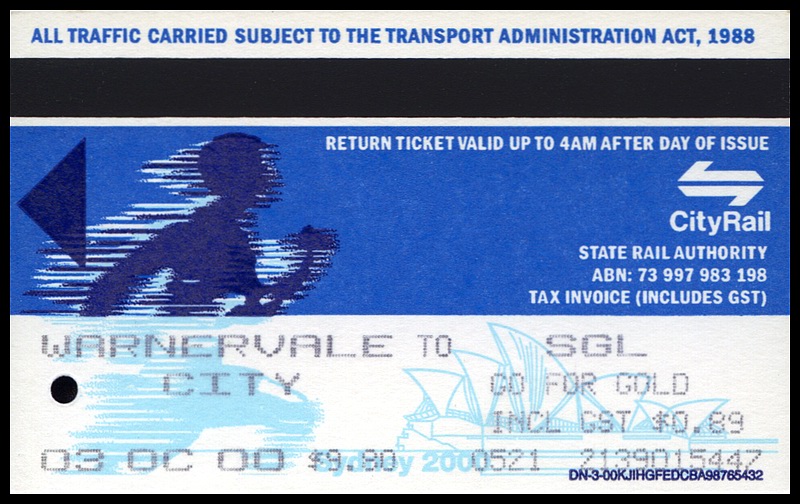 ALL TRAFFIC CARRIED SUBJECT TO THE TRANSPORT ADMINISTRATION ACT, 1988
RETURN TICKET VALID UP TO 4AM AFTER DAY OF ISSUE
CityRail
STATE RAIL AUTHORITY
ABN: 73 997 983 198
TAX INVOICE (INCLUDES GST)
WARNERVALE TO SGL
CITY GO FOR GOLD
INCL GST $0.89
03 OC 00 $9.80 Sydney 2000 0521 2139015447
DN-3-00KJIHGFEDCBA98765432